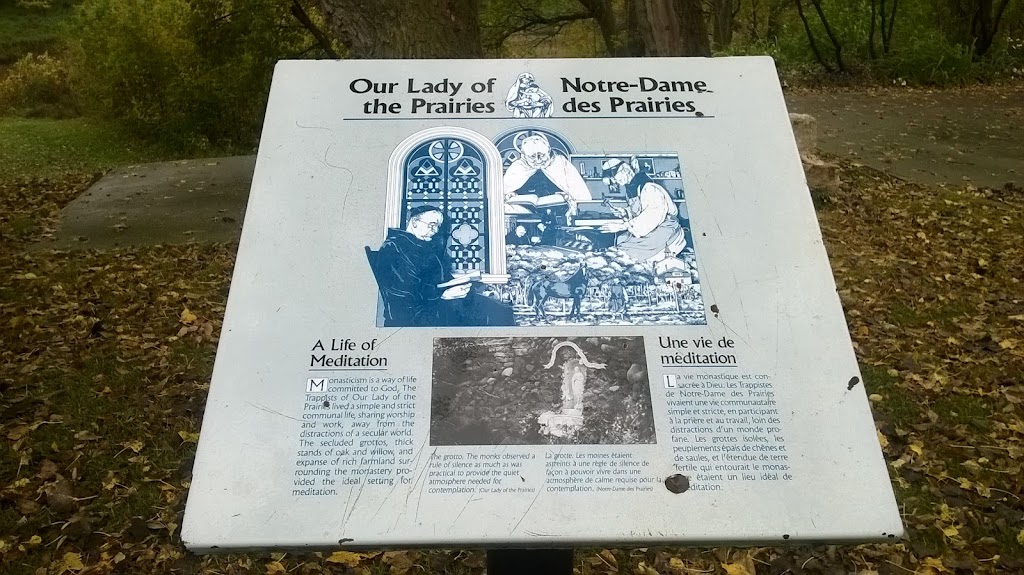 Our Lady of
the Prairies
Notre-Dame
des Prairies
A Life of
Meditation
Monasticism is a way of life
committed to God. The
Trappists of Our Lady of the
Prairies lived a simple and strict
communal life, sharing worship
and work, away from the
distractions of a secular world.
The secluded grottos, thick
stands of oak and willow, and
expanse of rich farmland sur-
rounding the monastery pro-
vided the ideal setting for
meditation.
The grotto. The monks observed a
rule of silence as much as was
practical to provide the quiet
atmosphere needed for
contemplation. (Our Lady of the Prairies)
La grotte. Les moines étaient
astreints à une règle de silence de
façon à pouvoir vivre dans une
atmosphère de calme requise pour la
contemplation. (Notre-Dame des Prairies)
Une vie de
méditation
La vie monastique est con-
sacrée à Dieu. Les Trappistes
de Notre-Dame des Prairies
vivaient une vie communautaire
simple et stricte, en participant
à la prière et au travail, loin des
distractions d'un monde pro-
fane. Les grottes isolées, les
peuplements épais de chênes et
de saules, et l'étendue de terre
fertile qui entourait le monas-
étaient un lieu idéal de
méditation.